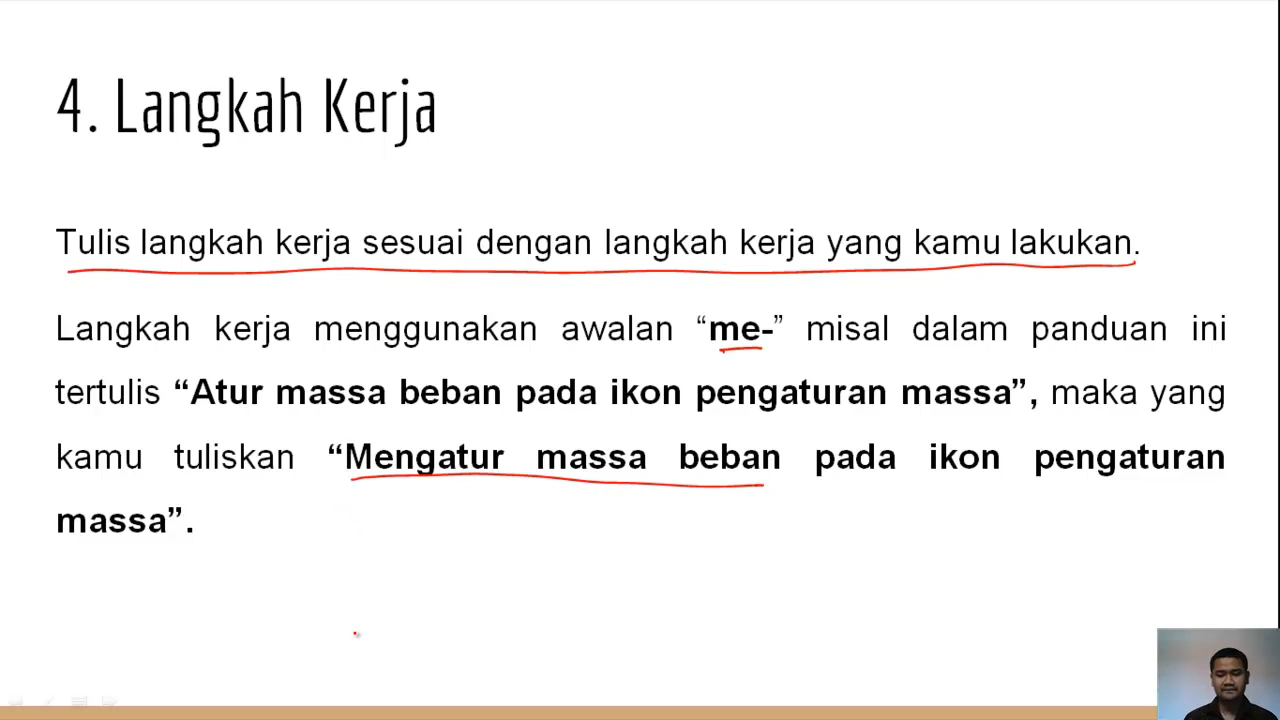 4. Langkah Kerja
Tulis langkah kerja sesuai dengan langkah kerja yang kamu lakukan.
Langkah kerja menggunakan awalan “me-” misal dalam panduan ini
tertulis “Atur massa beban pada ikon pengaturan massa”, maka yang
kamu tuliskan “Mengatur massa beban pada ikon pengaturan
massa”.